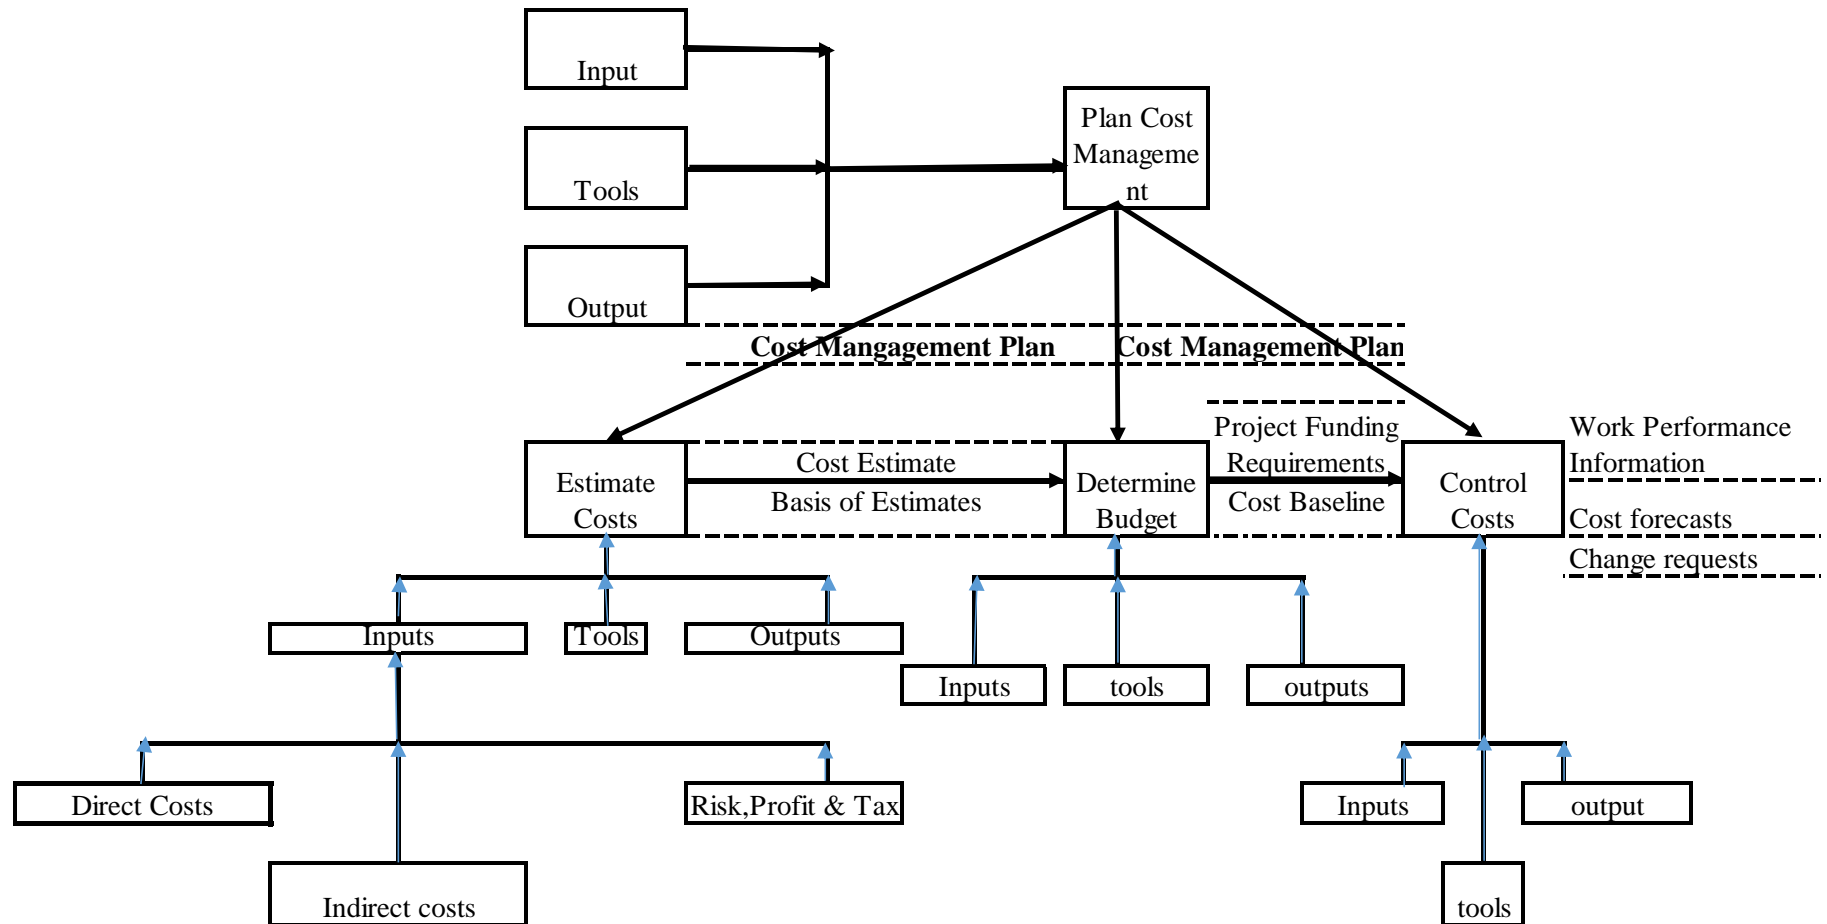 Input
Plan Cost
Manageme
nt
Tools
Output
Cost Mangagement Plan
Cost Management Plan
Project Funding
Requirements
Work Performance
Information
Cost Estimate
Estimate
Costs
Basis of Estimates
Determine
Budget
Cost Baseline
Control
Costs
Cost forecasts
Change requests
Inputs
Tools
Outputs
Inputs
tools
outputs
Direct Costs
Risk,Profit & Tax
Inputs
output
Indirect costs
tools